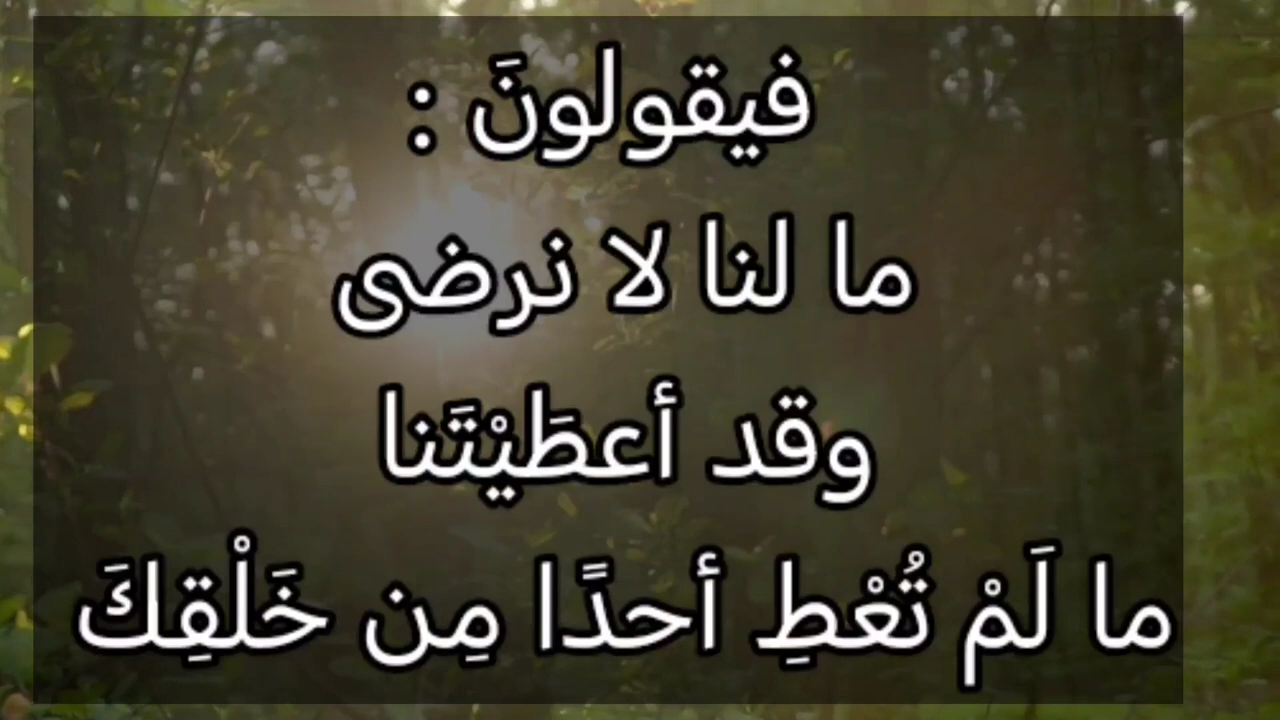 فيقولونَ :
ما لنا لا نرضى
وقد أعطَيْتَنا
ما لَمْ تُعْطِ أحدًا مِن خَلْقِكَ